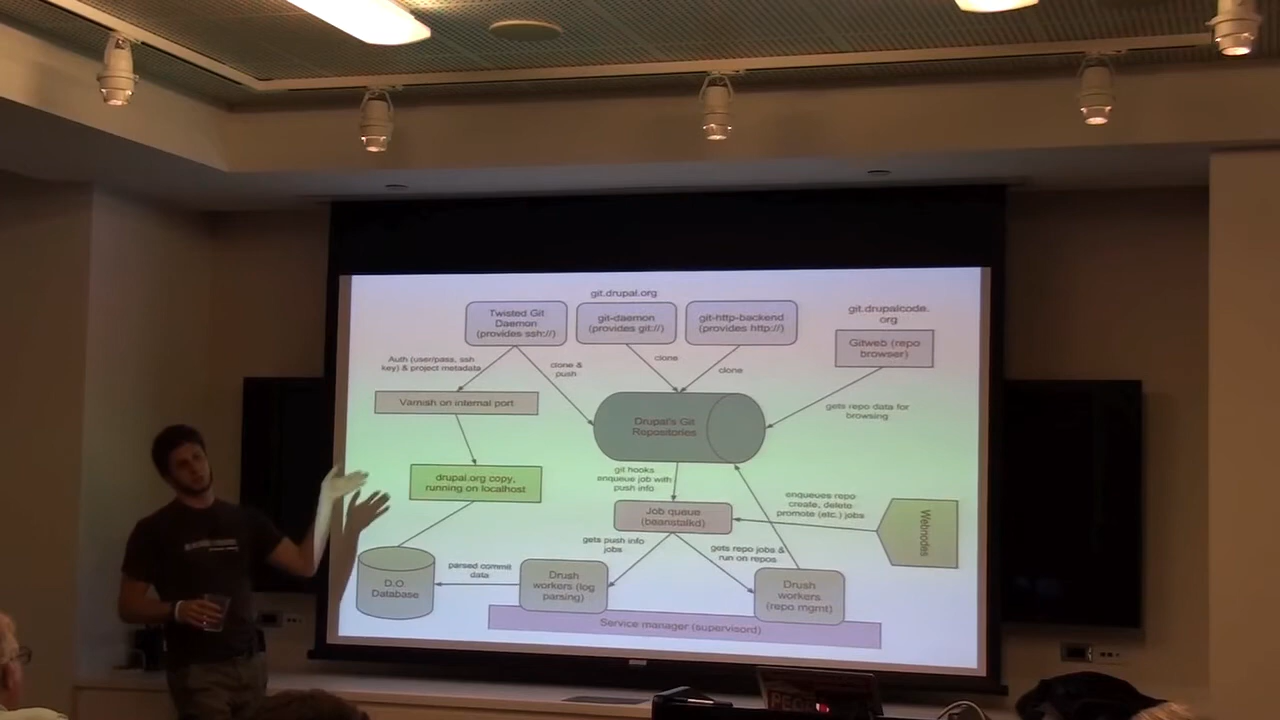 git.drupal.org
Twisted Git
Daemon
(provides ssh://)
git-daemon
(provides git://)
git-http-backend
(provides http://)
git.drupalcode.
org
Gitweb (repo
browser)
Auth (user/pass, ssh
key) & project metadata
clone &
push
clone
clone
Varnish on internal port
Drupal's Git
Repositories
gets repo data for
browsing
drupal.org copy,
running on localhost
git hooks
enqueue job with
push info
Job queue
(beanstalkd)
enqueues repo
create, delete
promote (etc.) jobs
Webnodes
gets push info
jobs
gets repo jobs &
run on repos
D.O
Database
parsed commit
data
Drush
workers (log
parsing)
Drush
workers
(repo mgmt)
Service manager (supervisord)